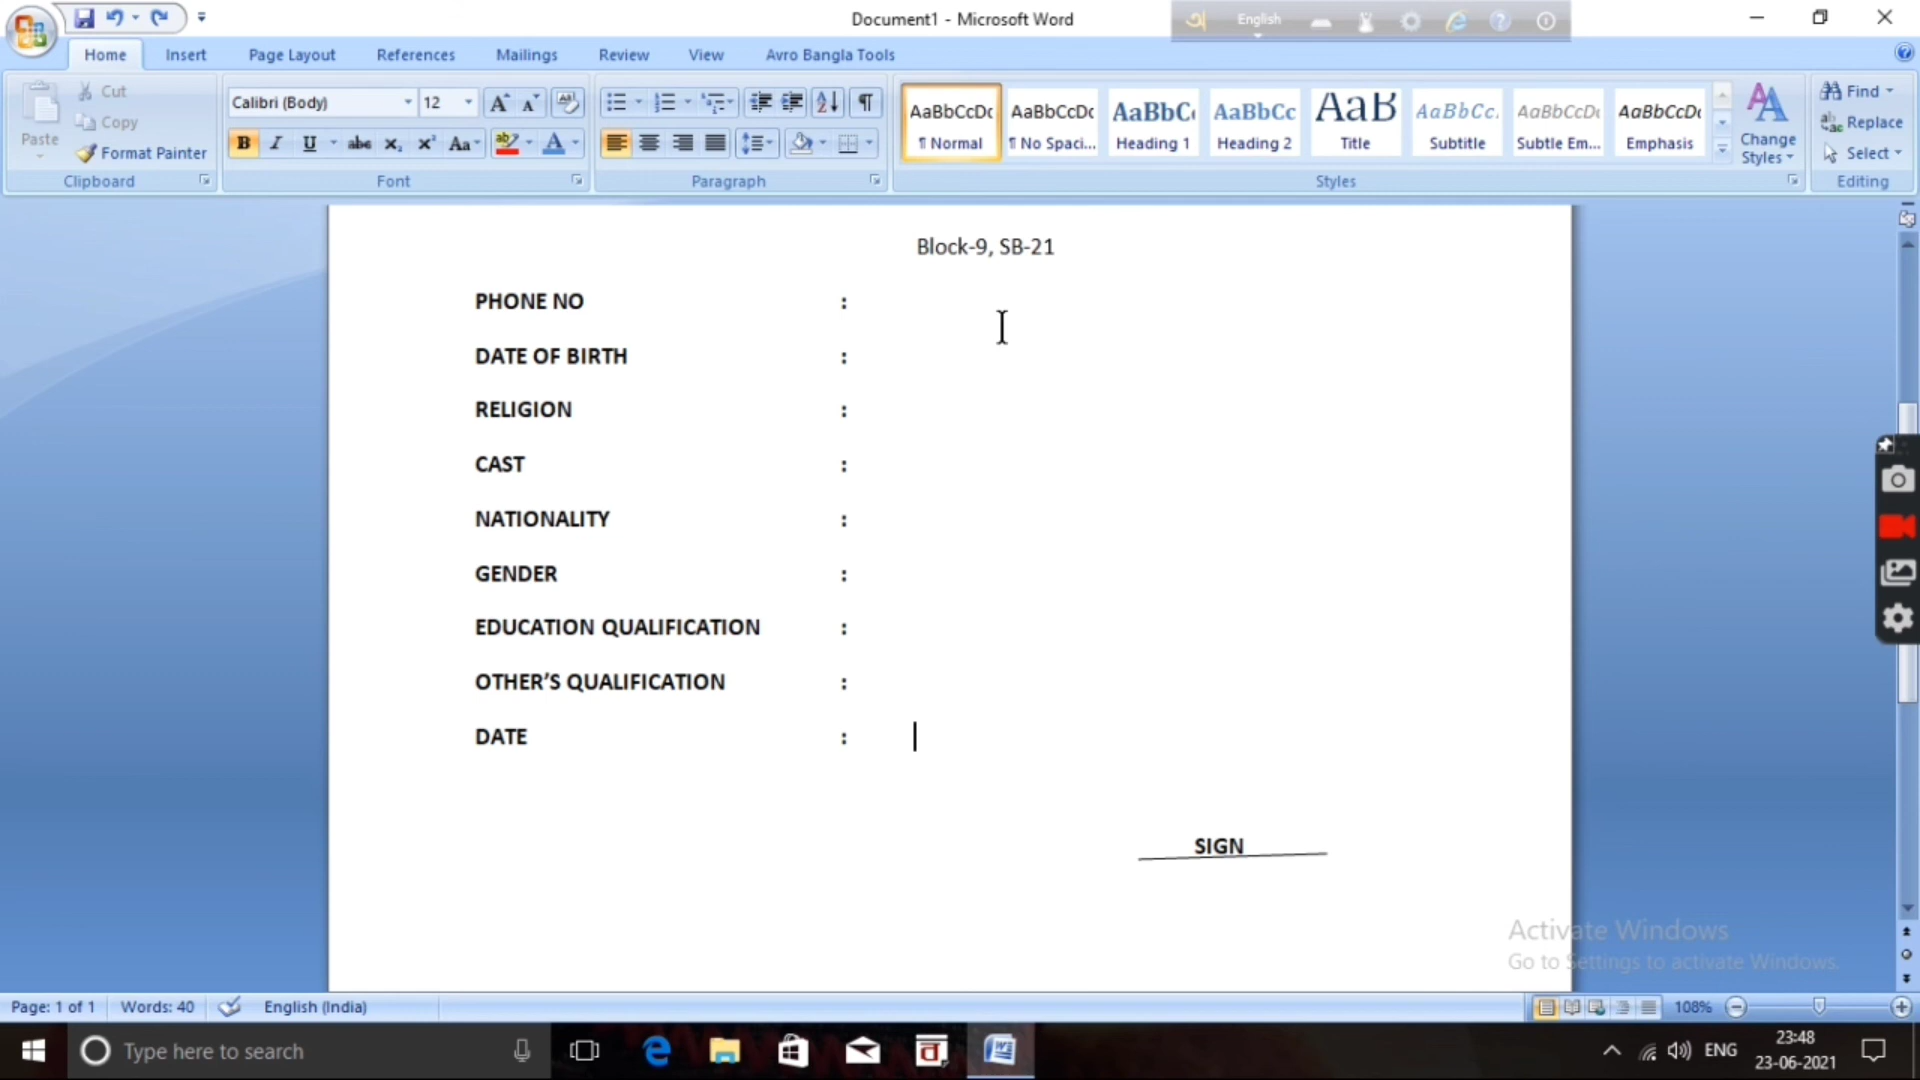 Document1 - Microsoft Word
অ English
Home Insert Page Layout References Mailings Review View Avro Bangla Tools
Paste Cut Copy Format Painter
Clipboard
Calibri (Body) 12
B I U abc x₂ x² Aa
Font
Paragraph
AaBbCcDc AaBbCcDc AaBbC AaBbCc AaB AaBbCc. AaBbCcDc AaBbCcDc
¶ Normal ¶ No Spaci... Heading 1 Heading 2 Title Subtitle Subtle Em... Emphasis
Change Styles
Styles
Find
Replace
Select
Editing
Block-9, SB-21
PHONE NO :
DATE OF BIRTH :
RELIGION :
CAST :
NATIONALITY :
GENDER :
EDUCATION QUALIFICATION :
OTHER’S QUALIFICATION :
DATE :
SIGN
Activate Windows
Go to Settings to activate Windows.
Page: 1 of 1 Words: 40 English (India) 108%
Type here to search
ENG 23:48
23-06-2021